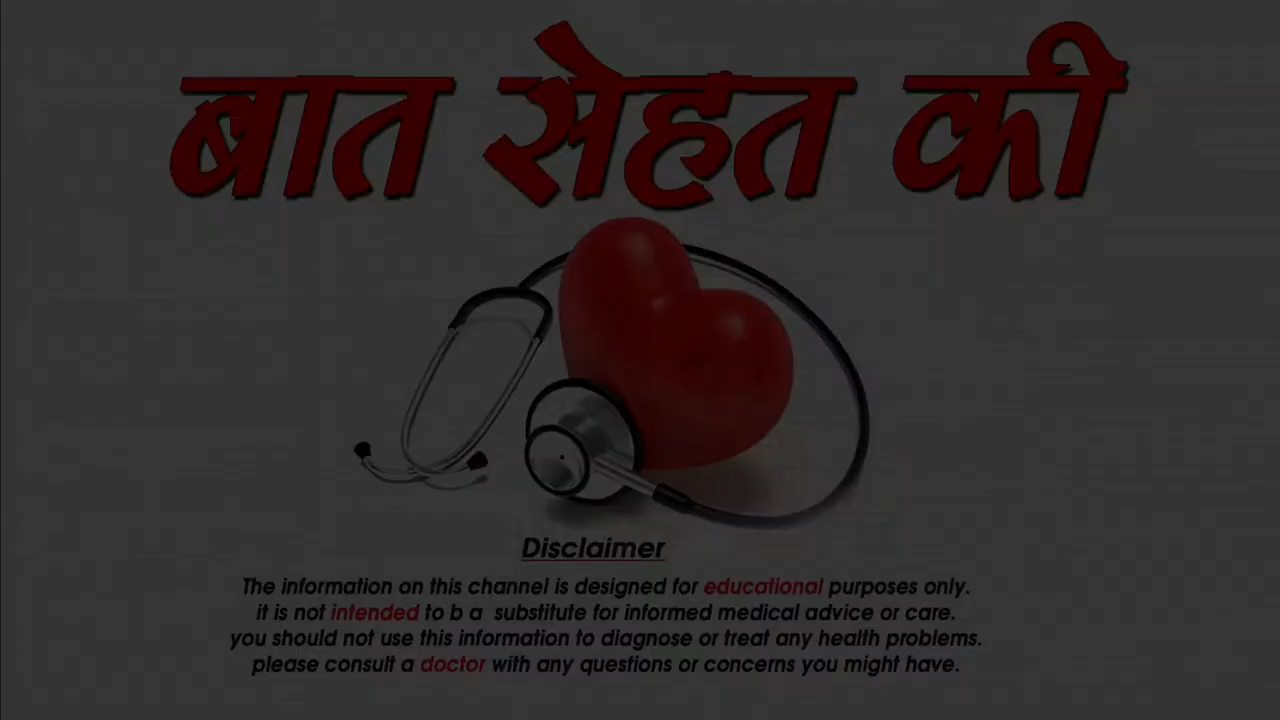 बात सेहत की
Disclaimer
The information on this channel is designed for educational purposes only.
it is not intended to b a substitute for informed medical advice or care.
you should not use this information to diagnose or treat any health problems.
please consult a doctor with any questions or concerns you might have.